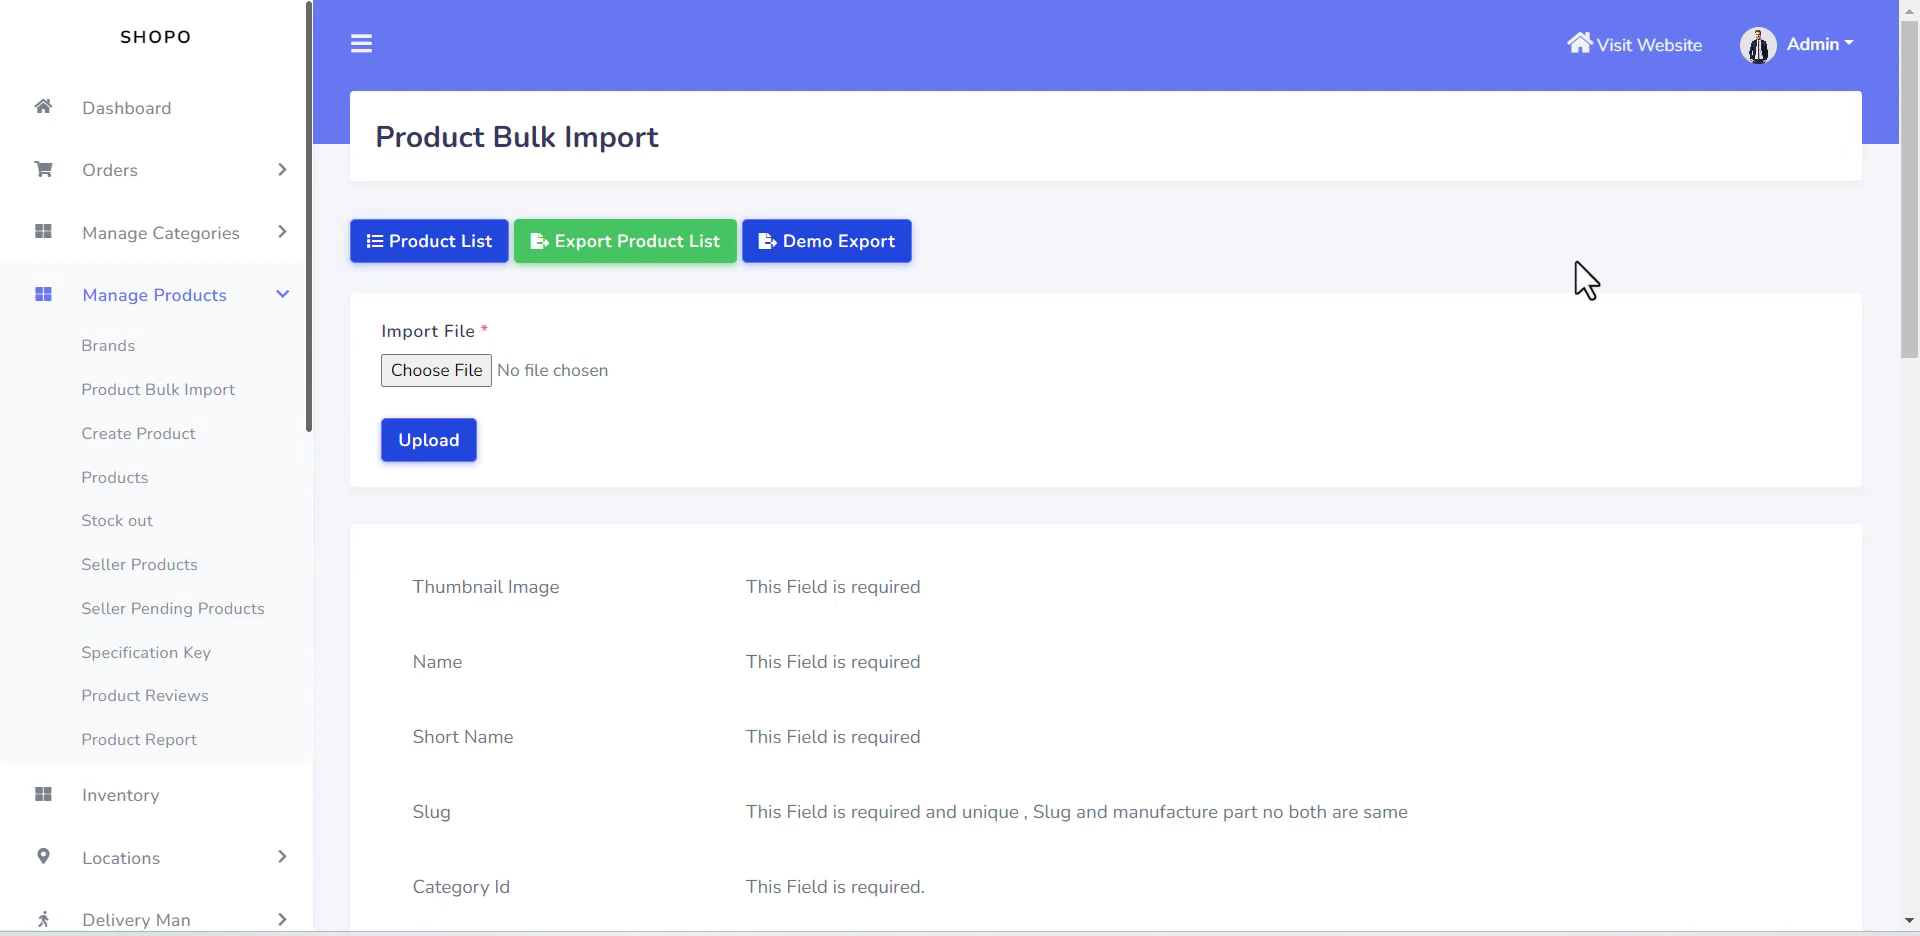 SHOPO
Dashboard
Orders
Manage Categories
Manage Products
Brands
Product Bulk Import
Create Product
Products
Stock out
Seller Products
Seller Pending Products
Specification Key
Product Reviews
Product Report
Inventory
Locations
Delivery Man
Visit Website
Admin
Product Bulk Import
Product List
Export Product List
Demo Export
Import File *
Choose File No file chosen
Upload
Thumbnail Image This Field is required
Name This Field is required
Short Name This Field is required
Slug This Field is required and unique , Slug and manufacture part no both are same
Category Id This Field is required.